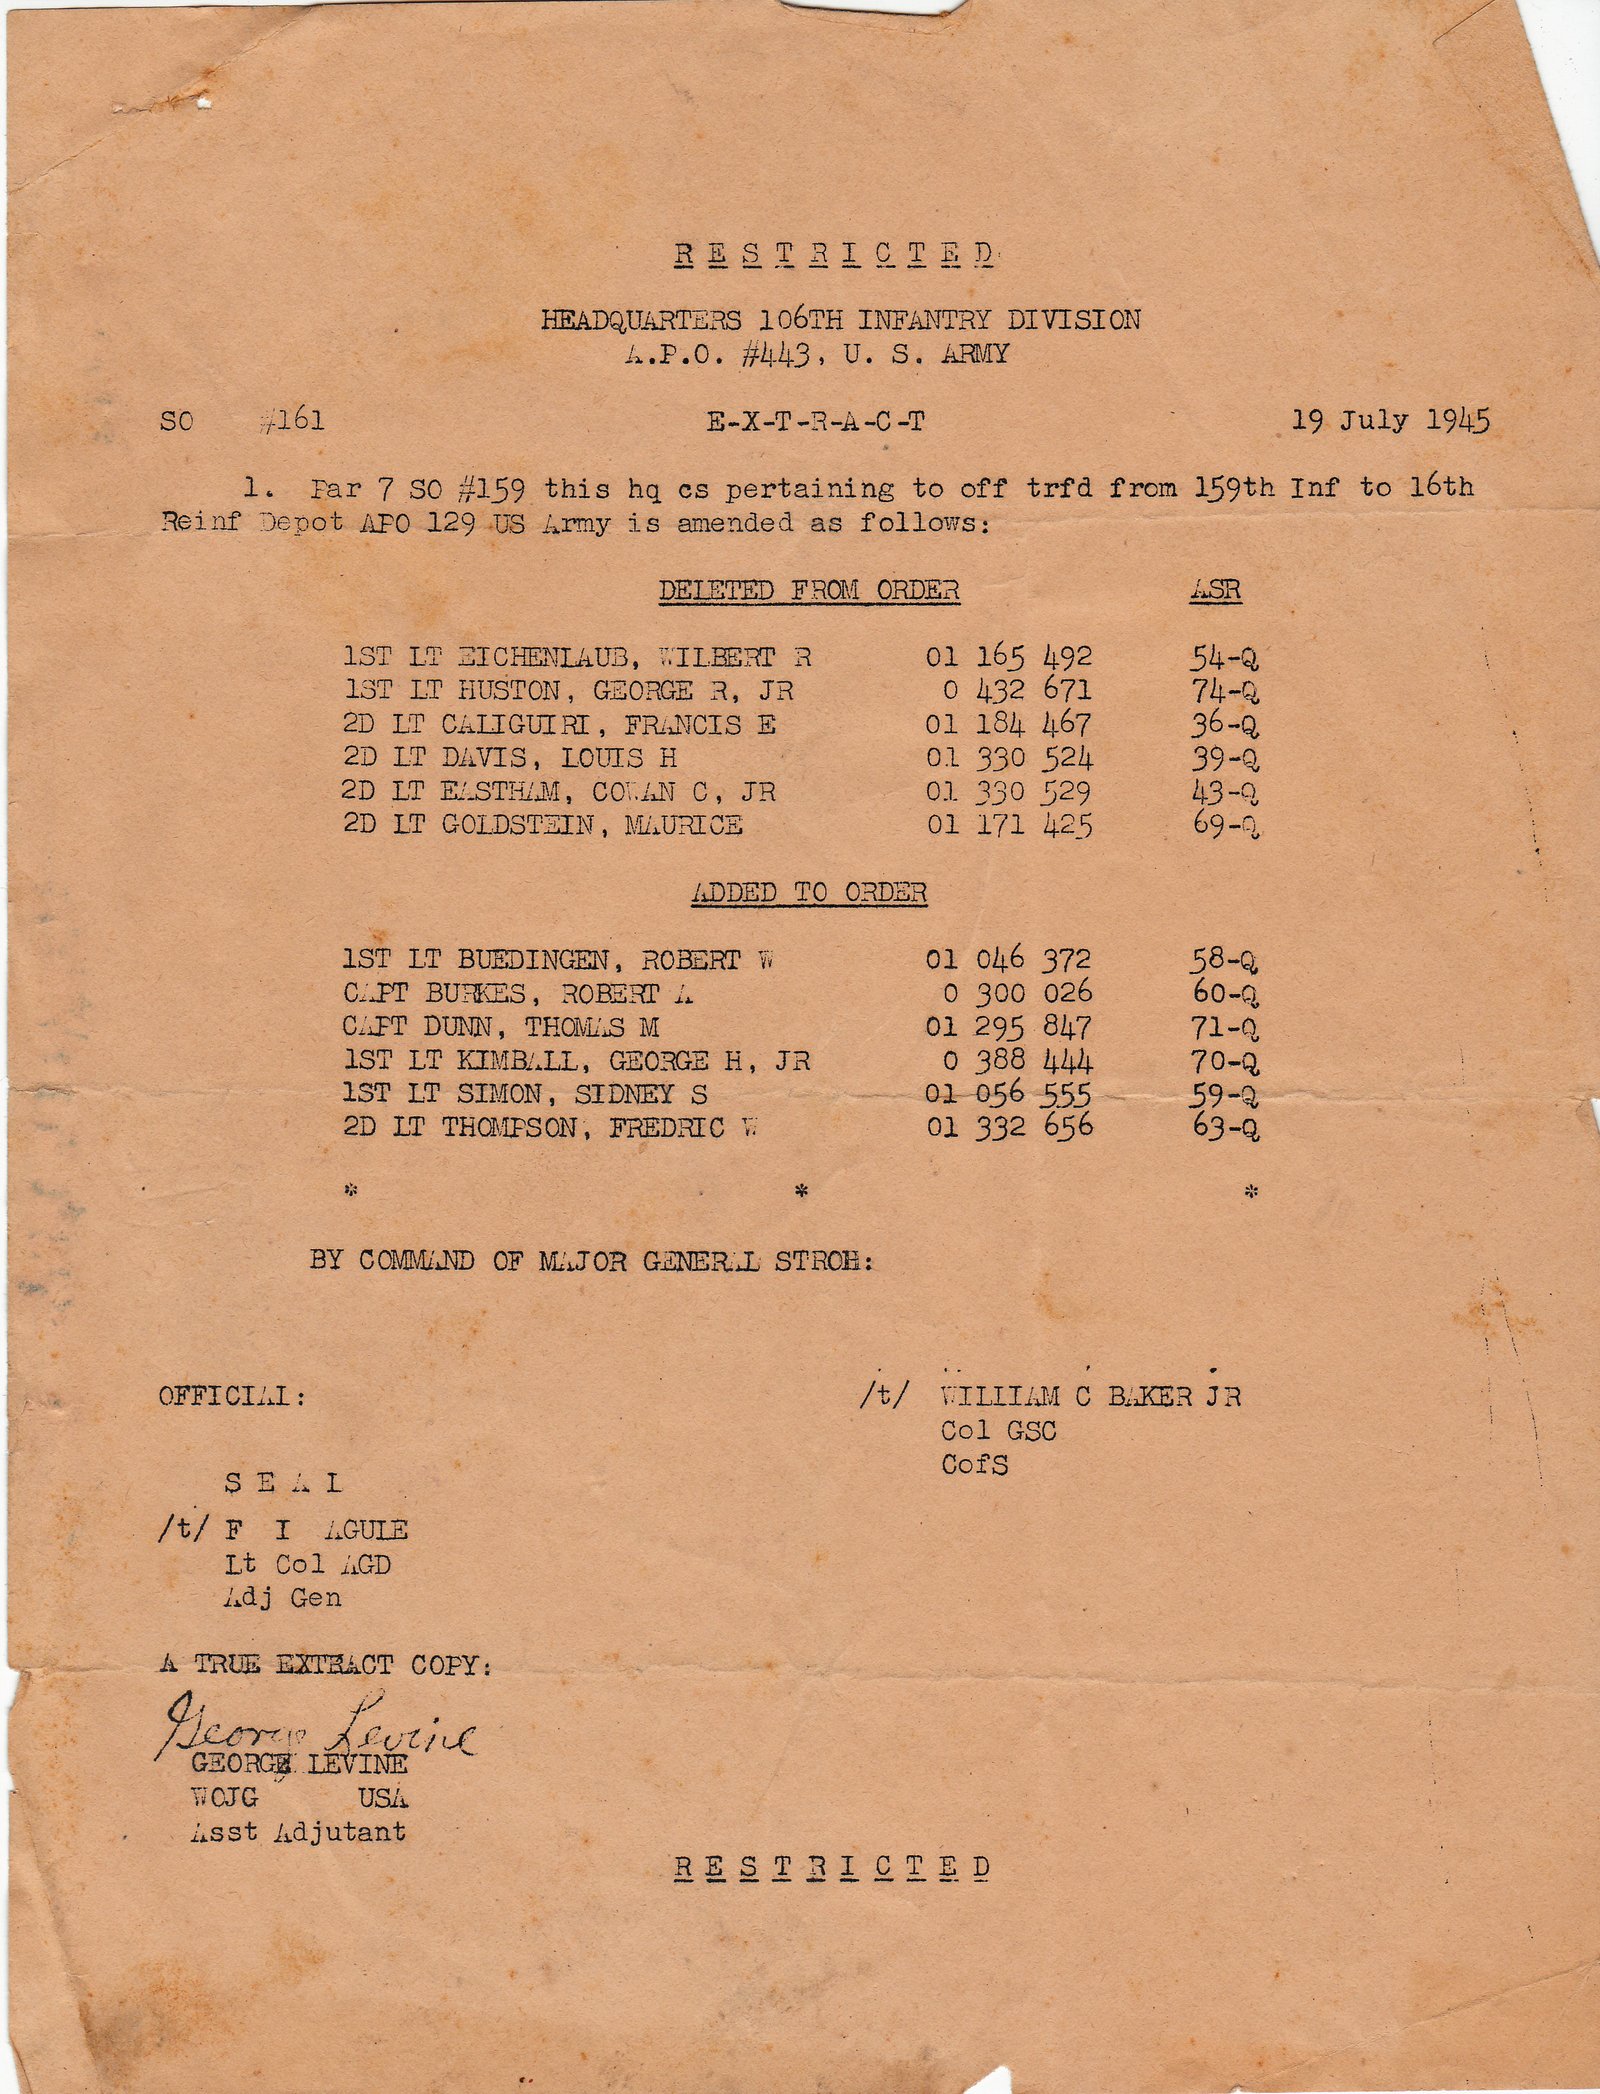 R E S T R I C T E D
HEADQUARTERS 106TH INFANTRY DIVISION
A.P.O. #443, U. S. ARMY
SO #161 E-X-T-R-A-C-T 19 July 1945
1. Par 7 SO #159 this hq cs pertaining to off trfd from 159th Inf to 16th
Reinf Depot APO 129 US Army is amended as follows:
DELETED FROM ORDER ASR
1ST LT EICHENLAUB, WILBERT R 01 165 492 54-Q
1ST LT HUSTON, GEORGE R, JR 0 432 671 74-Q
2D LT CALIGUIRI, FRANCIS E 01 184 467 36-Q
2D LT DAVIS, LOUIS H 01 330 524 39-Q
2D LT EASTHAM, COWAN C, JR 01 330 529 43-Q
2D LT GOLDSTEIN, MAURICE 01 171 425 69-Q
ADDED TO ORDER
1ST LT BUEDINGEN, ROBERT W 01 046 372 58-Q
CAPT BURKES, ROBERT A 0 300 026 60-Q
CAPT DUNN, THOMAS M 01 295 847 71-Q
1ST LT KIMBALL, GEORGE H, JR 0 388 444 70-Q
1ST LT SIMON, SIDNEY S 01 056 555 59-Q
2D LT THOMPSON, FREDRIC W 01 332 656 63-Q
* * *
BY COMMAND OF MAJOR GENERAL STROH:
OFFICIAL: /t/ WILLIAM C BAKER JR
Col GSC
CofS
S E A L
/t/ F I AGULE
Lt Col AGD
Adj Gen
A TRUE EXTRACT COPY:
George Levine
GEORGE LEVINE
WOJG USA
Asst Adjutant
R E S T R I C T E D